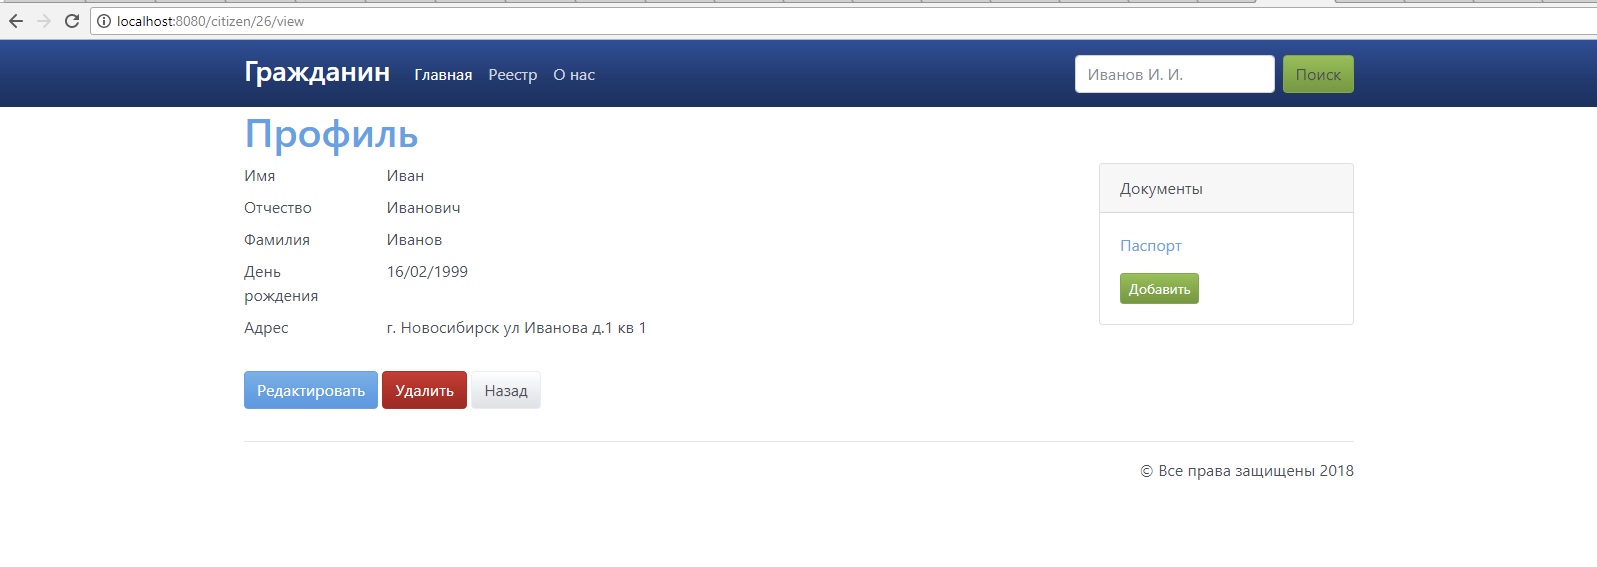 localhost:8080/citizen/26/view
Гражданин Главная Реестр О нас Иванов И. И. Поиск
Профиль
Имя Иван
Отчество Иванович
Фамилия Иванов
День рождения 16/02/1999
Адрес г. Новосибирск ул Иванова д.1 кв 1
Документы
Паспорт
Добавить
Редактировать Удалить Назад
© Все права защищены 2018